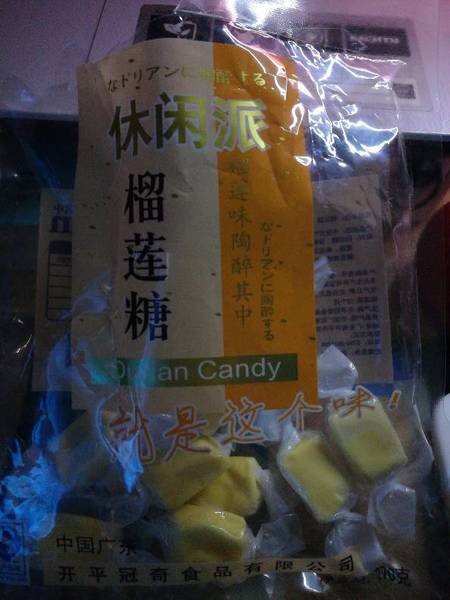 なドリアンに陶酔する
休闲派
榴莲糖
榴莲味陶醉其中
なドリアンに陶酔する
Durian Candy
就是这个味！
中国广东
开平冠奇食品有限公司